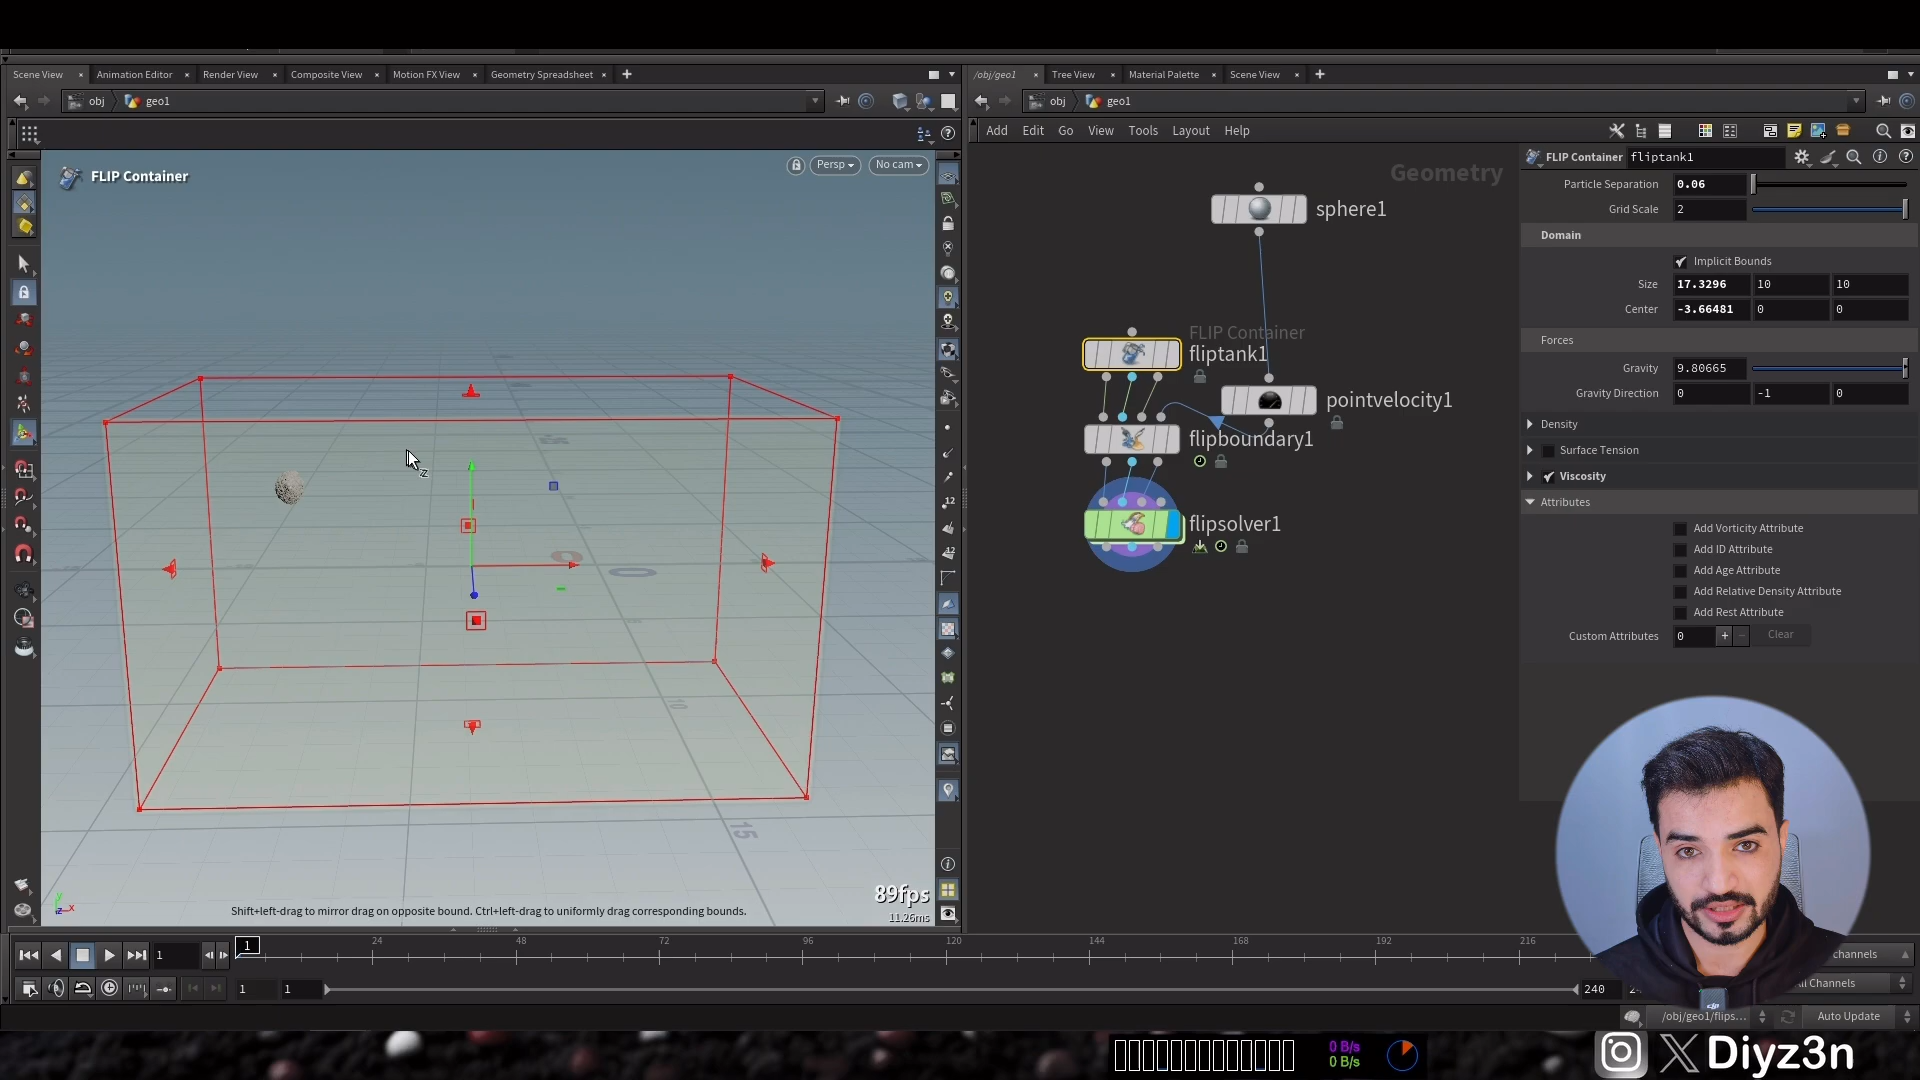 Scene View
Animation Editor
Render View
Composite View
Motion FX View
Geometry Spreadsheet
obj
geo1
FLIP Container
Persp
No cam
15
89fps
11.26ms
Shift+left-drag to mirror drag on opposite bound. Ctrl+left-drag to uniformly drag corresponding bounds.
/obj/geo1
Tree View
Material Palette
Scene View
obj
geo1
Add
Edit
Go
View
Tools
Layout
Help
Geometry
sphere1
FLIP Container
fliptank1
pointvelocity1
flipboundary1
flipsolver1
FLIP Container
fliptank1
Particle Separation
0.06
Grid Scale
2
Domain
Implicit Bounds
Size
17.3296
10
10
Center
-3.66481
0
0
Forces
Gravity
9.80665
Gravity Direction
0
-1
0
Density
Surface Tension
Viscosity
Attributes
Add Vorticity Attribute
Add ID Attribute
Add Age Attribute
Add Relative Density Attribute
Add Rest Attribute
Custom Attributes
0
Clear
1
1
24
48
72
96
120
144
168
192
216
1
1
240
channels
All Channels
/obj/geo1/flips...
Auto Update
0 B/s
0 B/s
Diyz3n